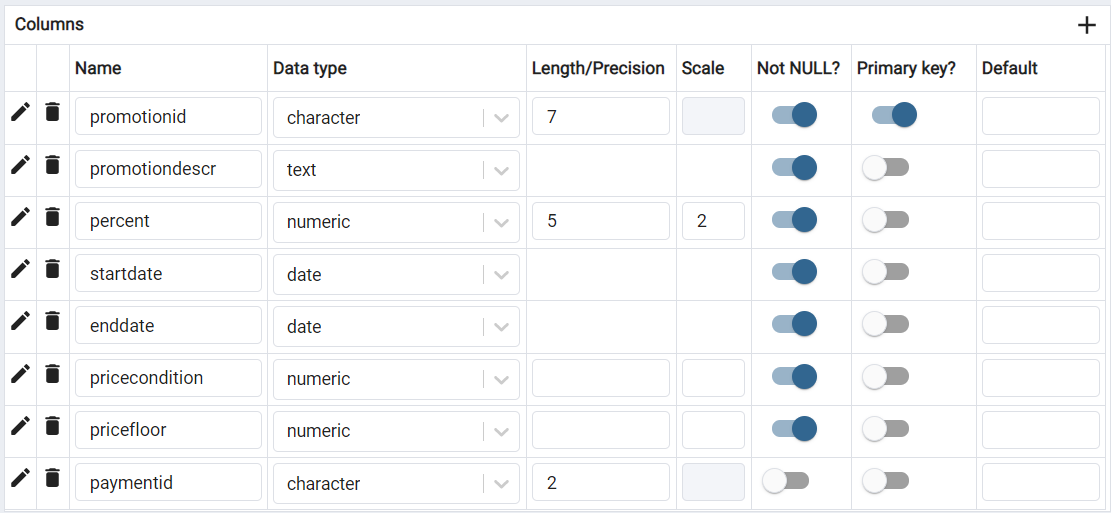 Columns
Name Data type Length/Precision Scale Not NULL? Primary key? Default
promotionid character 7
promotiondescr text
percent numeric 5 2
startdate date
enddate date
pricecondition numeric
pricefloor numeric
paymentid character 2